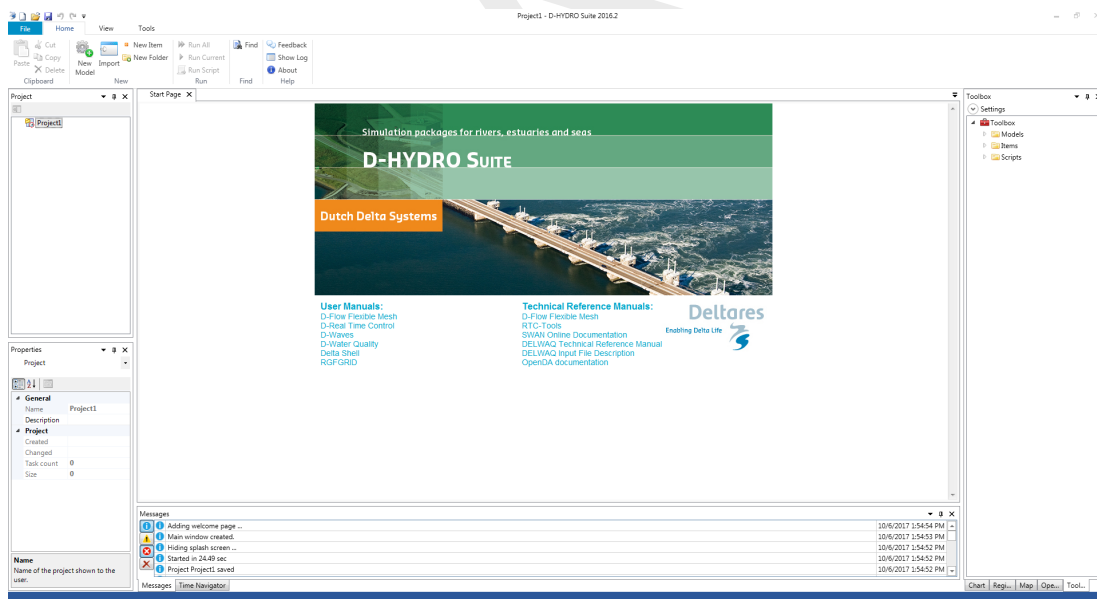 Project1 - D-HYDRO Suite 2016.2
File Home View Tools
Paste
Cut
Copy
Delete
Clipboard
New Model
Import
New Item
New Folder
New
Run All
Run Current
Run Script
Run
Find
Find
Feedback
Show Log
About
Help
Project
Project1
Start Page
Simulation packages for rivers, estuaries and seas
D-HYDRO SUITE
Dutch Delta Systems
User Manuals:
D-Flow Flexible Mesh
D-Real Time Control
D-Waves
D-Water Quality
Delta Shell
RGFGRID
Technical Reference Manuals:
D-Flow Flexible Mesh
RTC-Tools
SWAN Online Documentation
DELWAQ Technical Reference Manual
DELWAQ Input File Description
OpenDA documentation
Deltares
Enabling Delta Life
Toolbox
Settings
Toolbox
Models
Items
Scripts
Properties
Project
General
Name Project1
Description
Project
Created
Changed
Task count 0
Size 0
Name
Name of the project shown to the
user.
Messages
Adding welcome page ... 10/6/2017 1:54:54 PM
Main window created. 10/6/2017 1:54:53 PM
Hiding splash screen ... 10/6/2017 1:54:52 PM
Started in 24.49 sec 10/6/2017 1:54:52 PM
Project Project1 saved 10/6/2017 1:54:52 PM
Messages Time Navigator
Chart Regi... Map Ope... Tool...